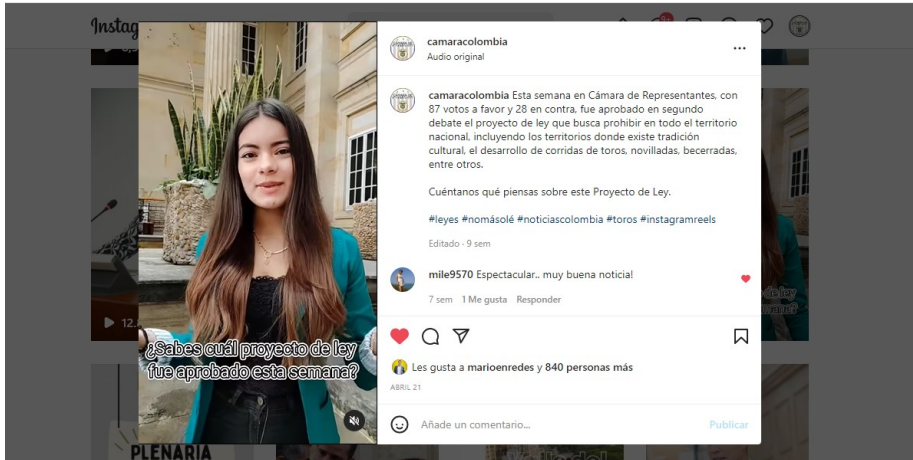 Instag
camaracolombia
Audio original
camaracolombia Esta semana en Cámara de Representantes, con
87 votos a favor y 28 en contra, fue aprobado en segundo
debate el proyecto de ley que busca prohibir en todo el territorio
nacional, incluyendo los territorios donde existe tradición
cultural, el desarrollo de corridas de toros, novilladas, becerradas,
entre otros.
Cuéntanos qué piensas sobre este Proyecto de Ley.
#leyes #nomásolé #noticiascolombia #toros #instagramreels
Editado · 9 sem
mile9570 Espectacular.. muy buena noticia!
7 sem 1 Me gusta Responder
¿Sabes cuál proyecto de ley
fue aprobado esta semana?
Les gusta a marioenredes y 840 personas más
ABRIL 21
Añade un comentario...
Publicar
PLENARIA